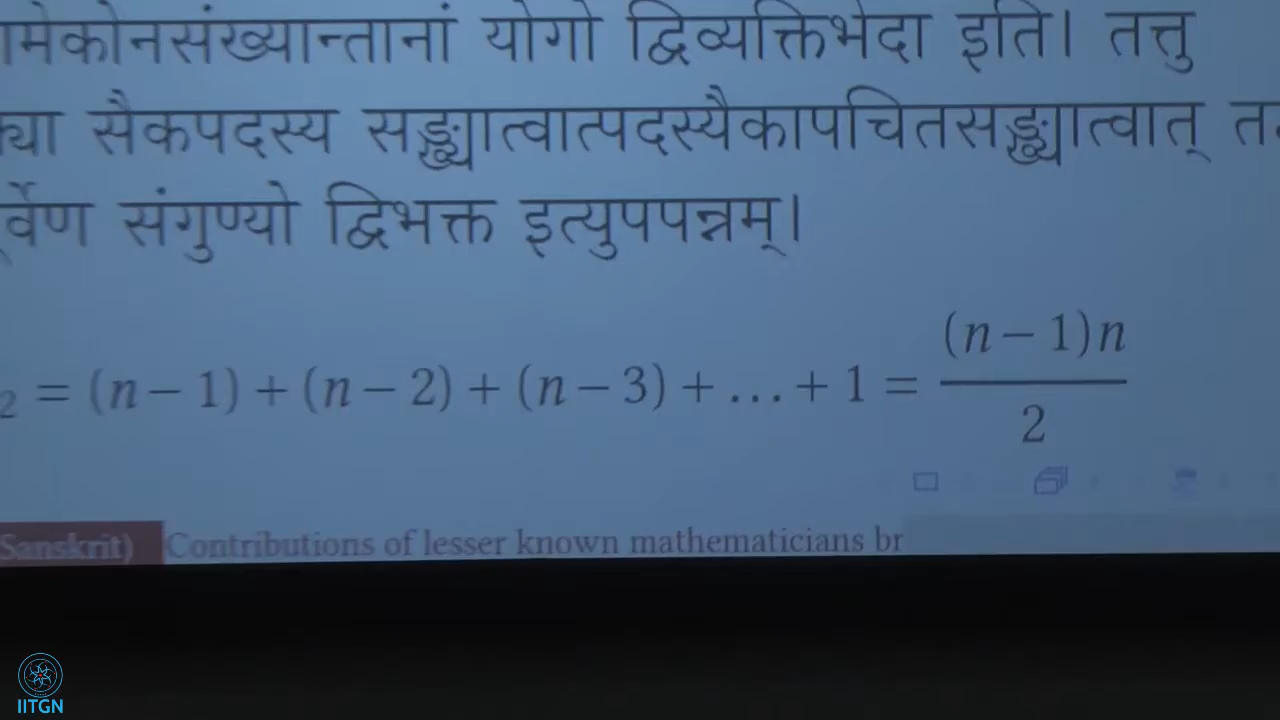 मेकोनसंख्यान्तानां योगो द्विव्यक्तिभेदा इति। तत्तु
सैकपदस्य सङ्ख्यात्वात्पदस्यैकापचितसङ्ख्यात्वात्
र्वेण संगुण्यो द्विभक्त इत्युपपन्नम्।
2 = (n − 1) + (n − 2) + (n − 3) + ... + 1 = (n − 1)n / 2
Sanskrit) Contributions of lesser known mathematicians br
IITGN